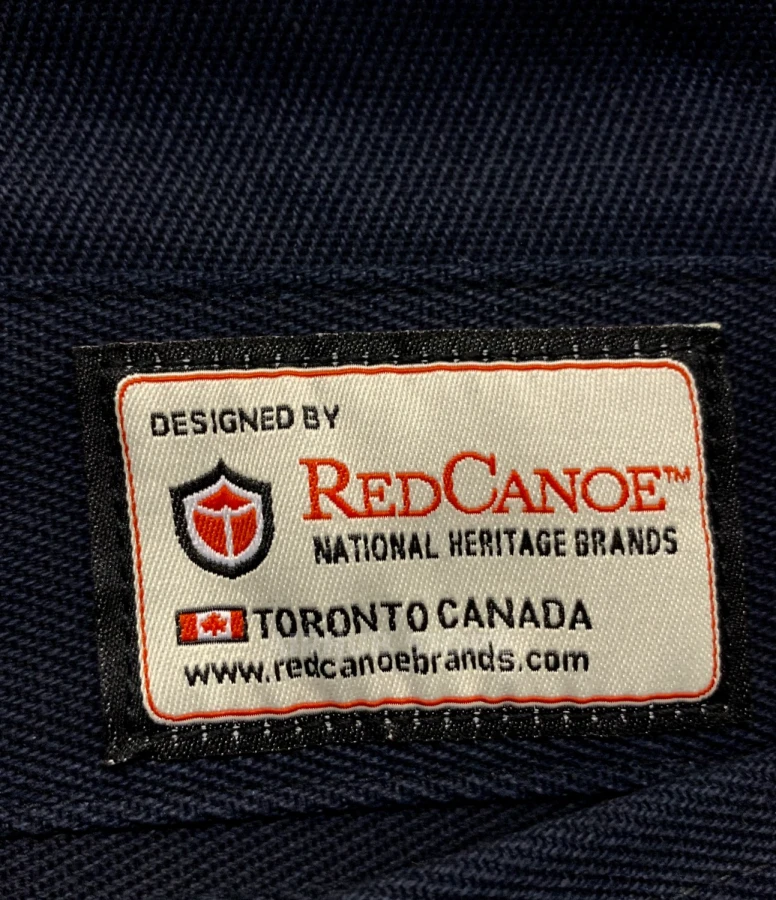 DESIGNED BY
REDCANOE™
NATIONAL HERITAGE BRANDS
TORONTO CANADA
www.redcanoebrands.com